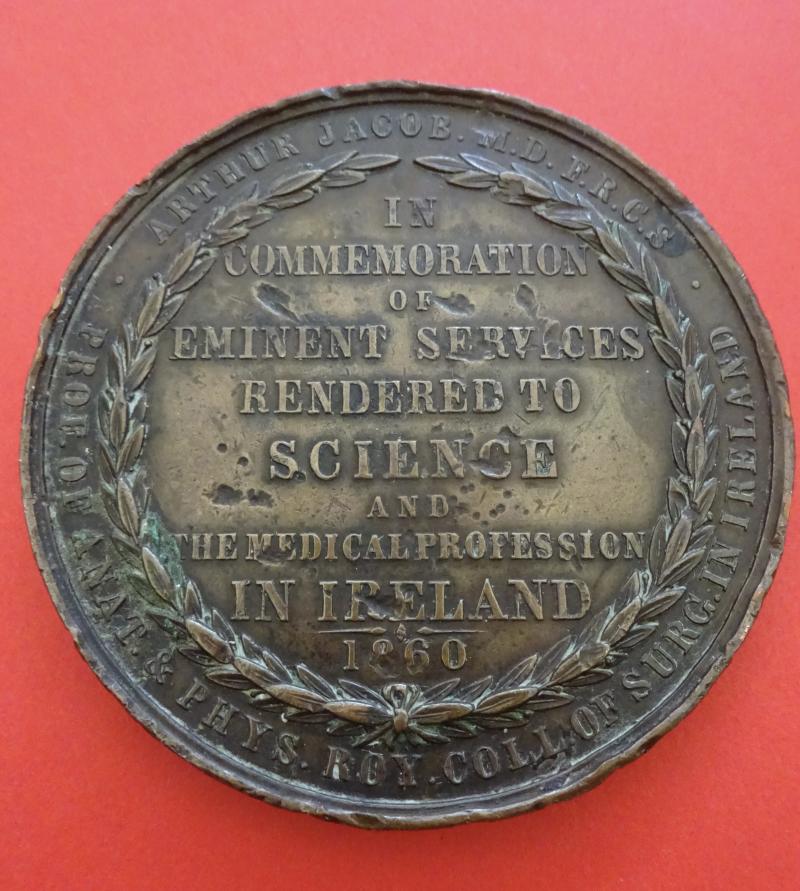 ARTHUR JACOB. M.D. F.R.C.S
IN
COMMEMORATION
OF
EMINENT SERVICES
RENDERED TO
SCIENCE
AND
THE MEDICAL PROFESSION
IN IRELAND
1860
PROF. OF ANAT. & PHYS. ROY. COLL. OF SURG. IN IRELAND